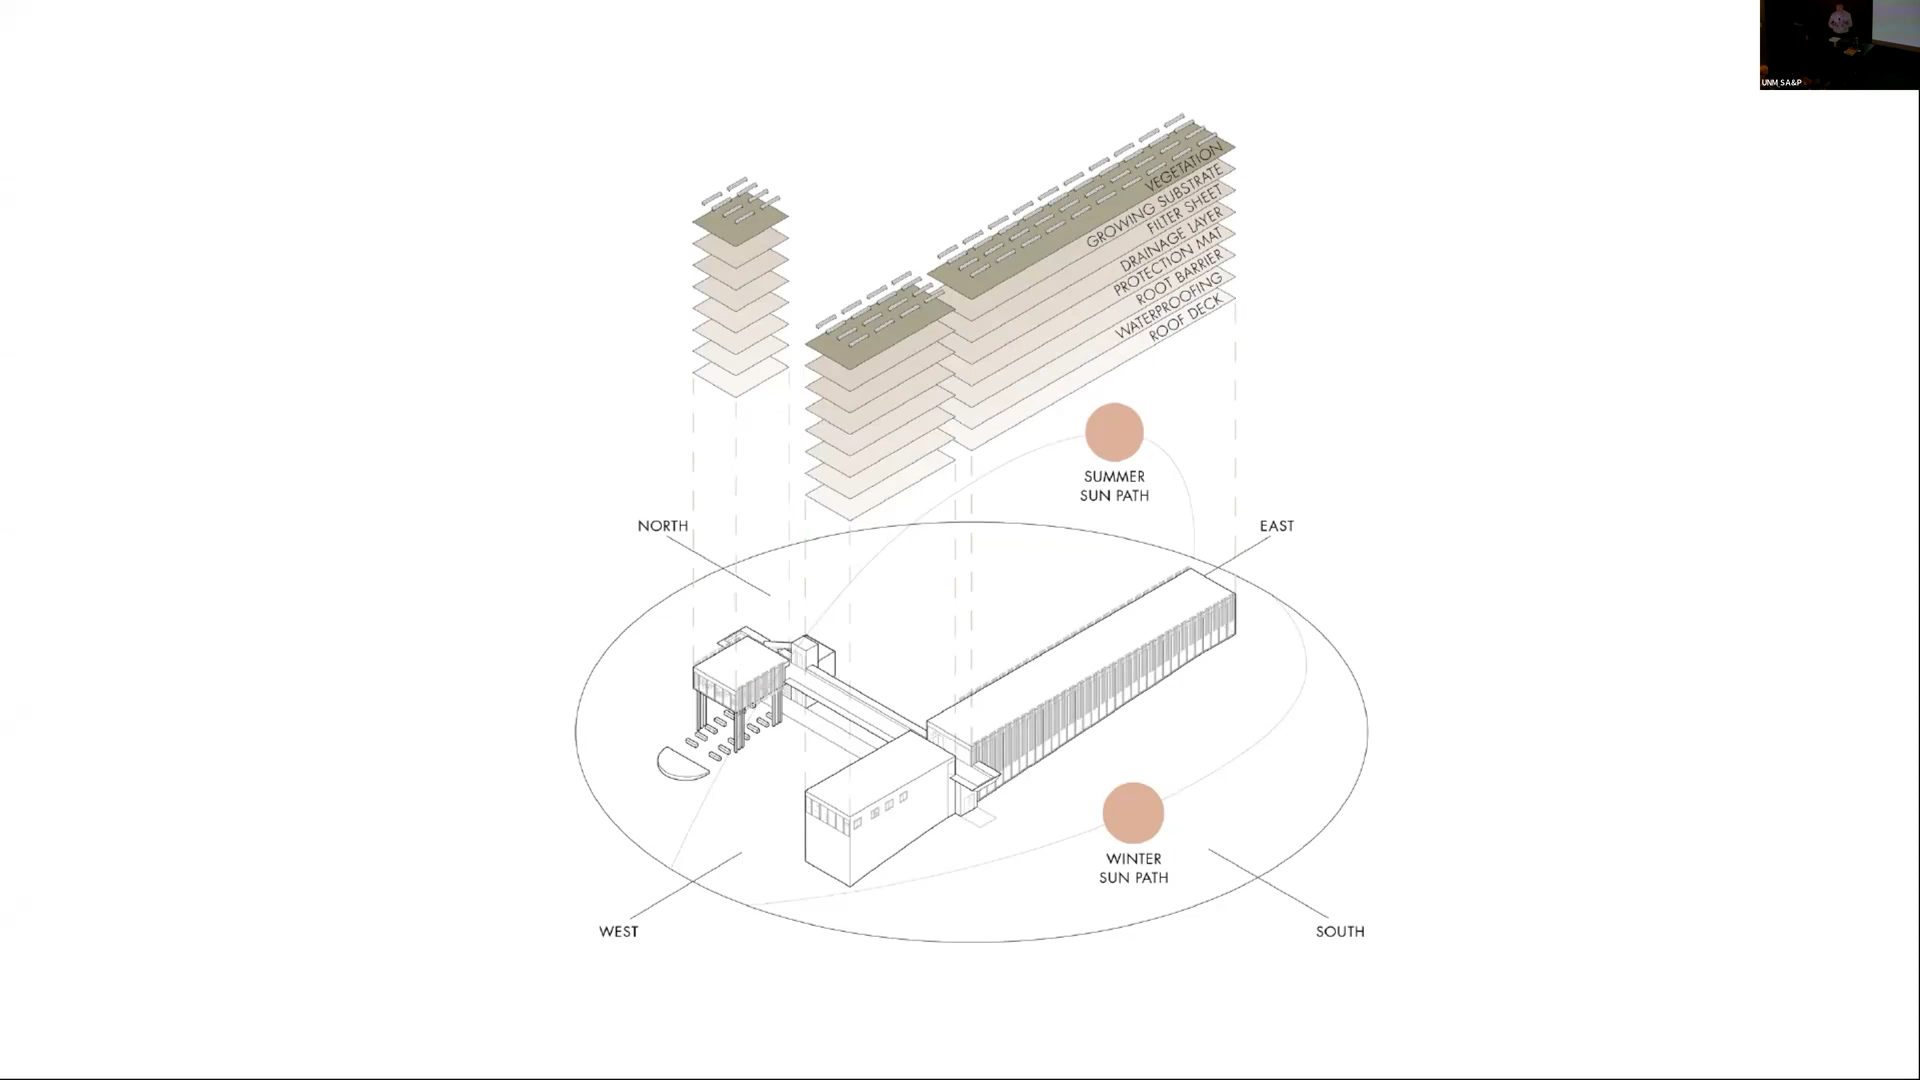 UNM SA&P
VEGETATION
GROWING SUBSTRATE
FILTER SHEET
DRAINAGE LAYER
PROTECTION MAT
ROOT BARRIER
WATERPROOFING
ROOF DECK
SUMMER
SUN PATH
NORTH
EAST
WINTER
SUN PATH
WEST
SOUTH